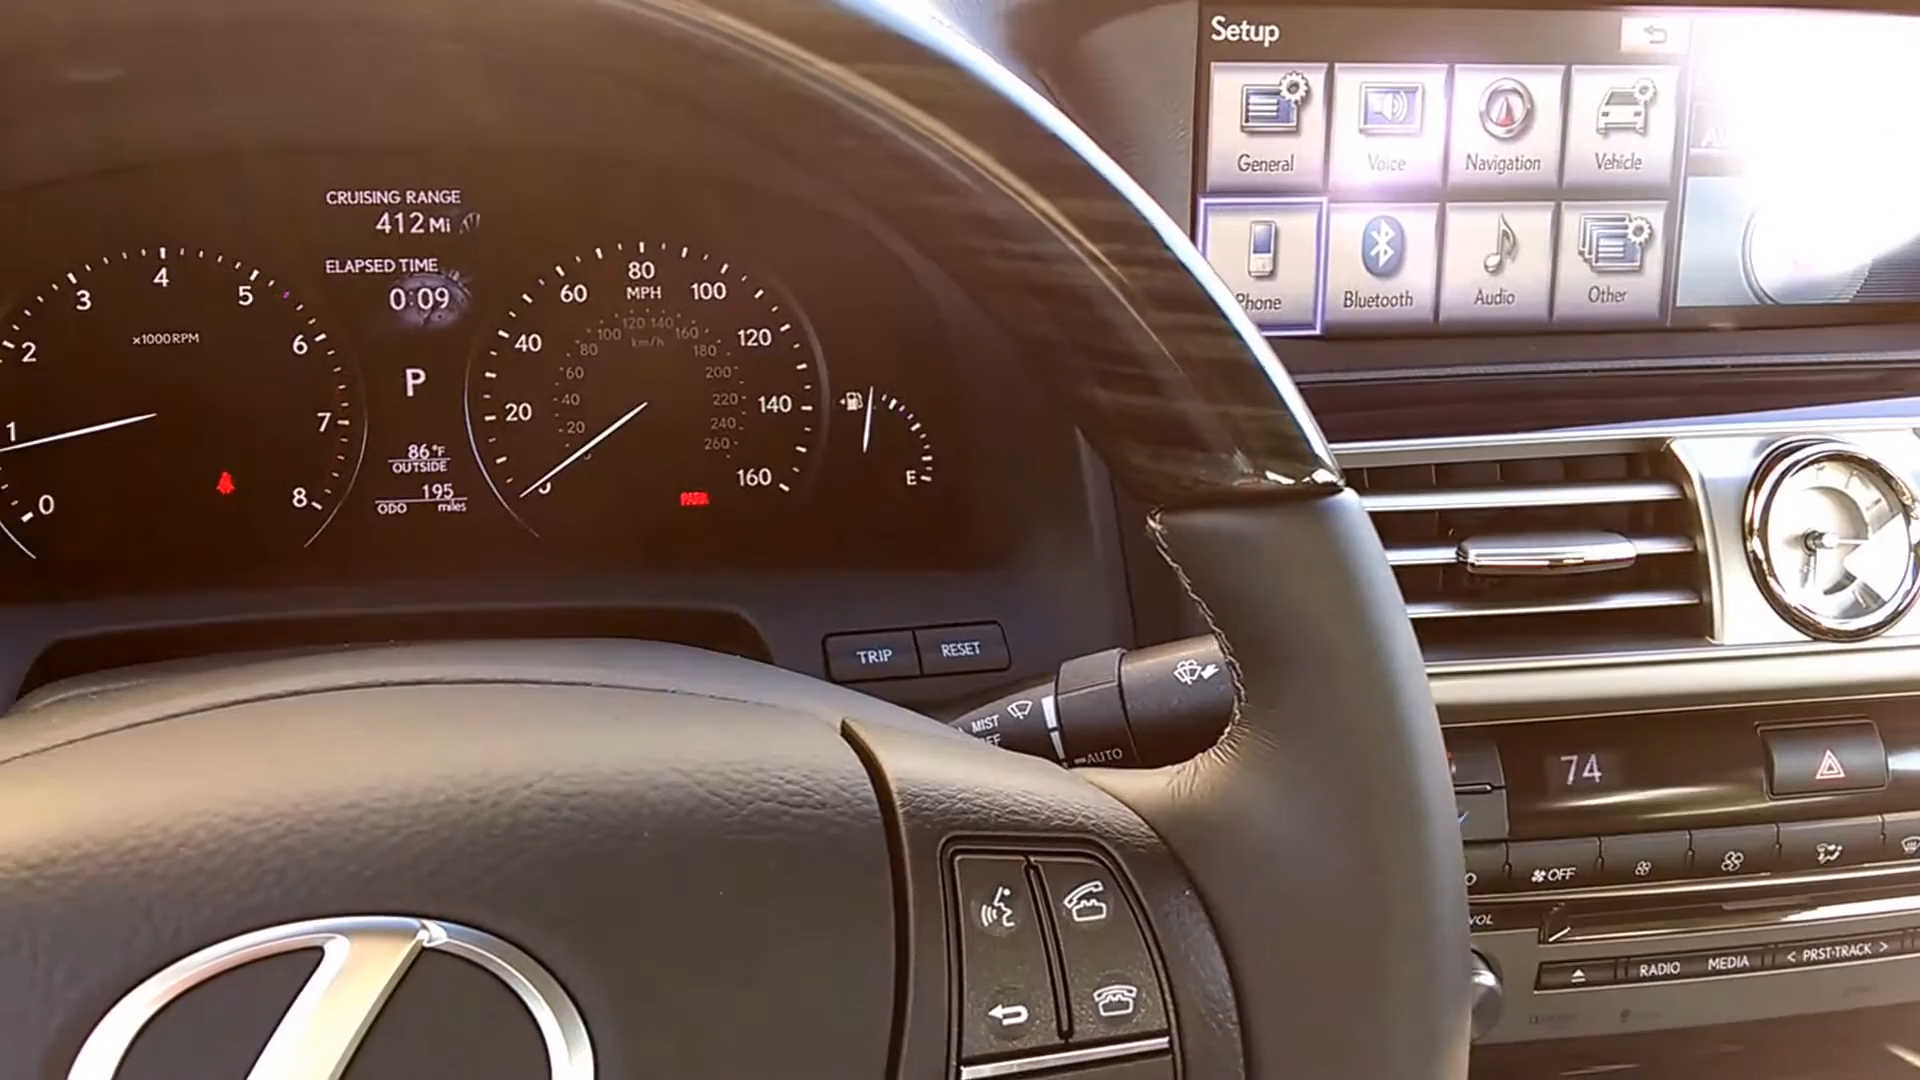 CRUISING RANGE
412 Mi
ELAPSED TIME
0:09
0
1
2
3
4
5
6
7
8
x1000RPM
P
86°F
OUTSIDE
195
ODO miles
20
40
60
80
100
120
140
160
MPH
20
40
60
80
100
120
140
160
180
200
220
240
260
km/h
PARK
E
TRIP
RESET
MIST
AUTO
Setup
General
Voice
Navigation
Vehicle
Phone
Bluetooth
Audio
Other
74
OFF
VOL
RADIO
MEDIA
< PRST·TRACK >